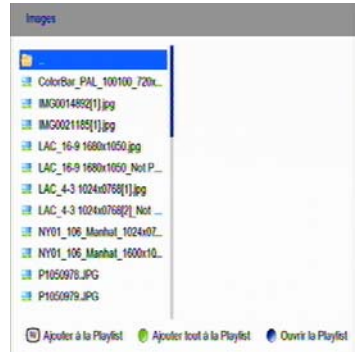 Images
..
ColorBar_PAL_100100_720x...
IMG0014892[1].jpg
IMG0021185[1].jpg
LAC_16-9 1680x1050.jpg
LAC_16-9 1680x1050_Not P...
LAC_4-3 1024x0768[1].jpg
LAC_4-3 1024x0768[2]_Not ...
NY01_106_Manhat_1024x07...
NY01_106_Manhat_1600x10...
P1050978.JPG
P1050979.JPG
Ajouter à la Playlist Ajouter tout à la Playlist Ouvrir la Playlist